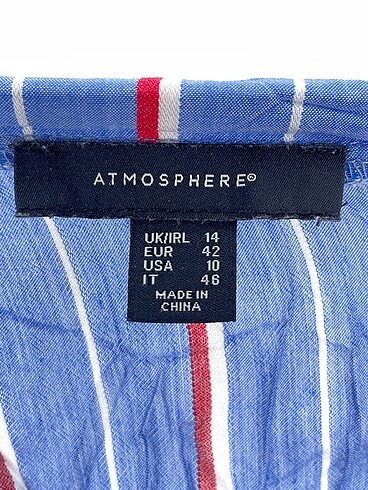 ATMOSPHERE©
UK/IRL 14
EUR 42
USA 10
IT 46
MADE IN
CHINA